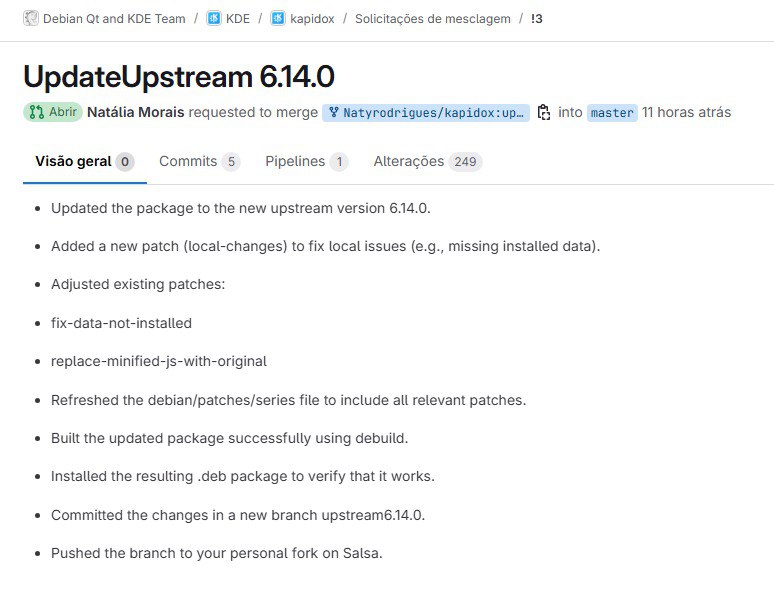 Debian Qt and KDE Team / KDE / kapidox / Solicitações de mesclagem / !3
UpdateUpstream 6.14.0
Abrir Natália Morais requested to merge Natyrodrigues/kapidox:up… into master 11 horas atrás
Visão geral 0 Commits 5 Pipelines 1 Alterações 249
• Updated the package to the new upstream version 6.14.0.
• Added a new patch (local-changes) to fix local issues (e.g., missing installed data).
• Adjusted existing patches:
• fix-data-not-installed
• replace-minified-js-with-original
• Refreshed the debian/patches/series file to include all relevant patches.
• Built the updated package successfully using debuild.
• Installed the resulting .deb package to verify that it works.
• Committed the changes in a new branch upstream6.14.0.
• Pushed the branch to your personal fork on Salsa.